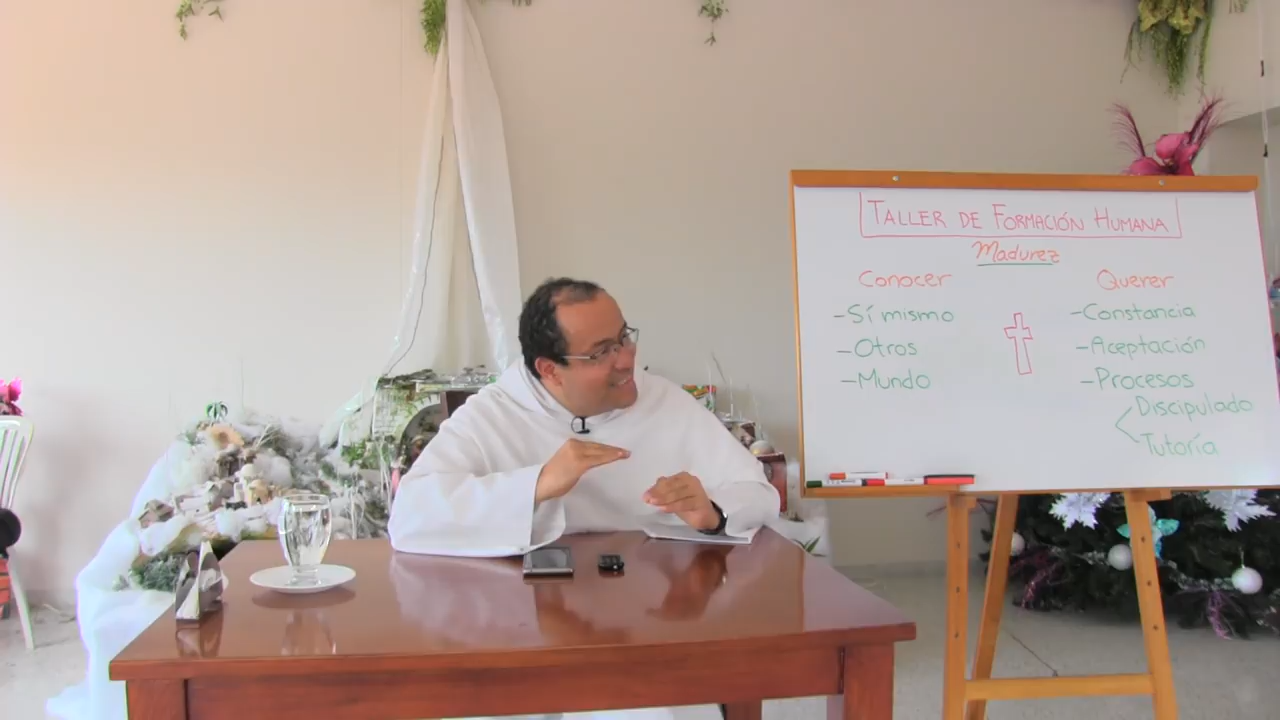 TALLER DE FORMACIÓN HUMANA
Madurez
Conocer
-Sí mismo
-Otros
-Mundo
Querer
-Constancia
-Aceptación
-Procesos
Discipulado
Tutoría